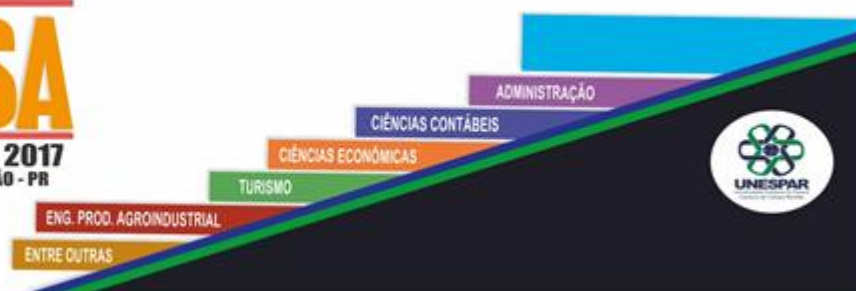 SA
2017
ÃO - PR
ADMINISTRAÇÃO
CIÊNCIAS CONTÁBEIS
CIÊNCIAS ECONÔMICAS
TURISMO
ENG. PROD. AGROINDUSTRIAL
ENTRE OUTRAS
UNESPAR